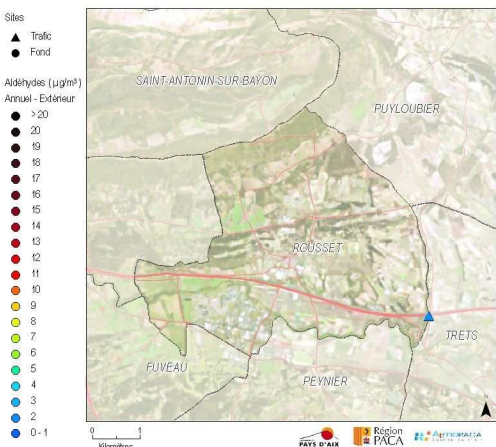 Sites
Trafic
Fond
Aldéhydes (µg/m³)
Annuel - Extérieur
>20
20
19
18
17
16
15
14
13
12
11
10
9
8
7
6
5
4
3
2
0-1
SAINT-ANTONIN-SUR-BAYON
PUYLOUBIER
ROUSSET
TRETS
FUVEAU
PEYNIER
0 1
Kilomètres
PAYS D'AIX
Région
PACA
AtmoPACA